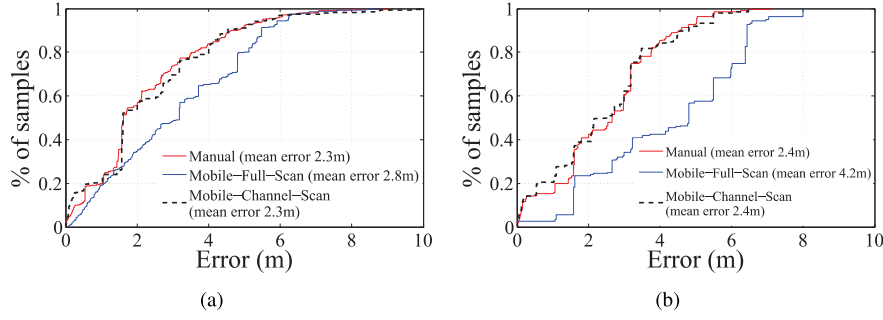 % of samples
1
0.8
0.6
0.4
0.2
0
Manual (mean error 2.3m)
Mobile−Full−Scan (mean error 2.8m)
Mobile−Channel−Scan
(mean error 2.3m)
0 2 4 6 8 10
Error (m)
(a)
% of samples
1
0.8
0.6
0.4
0.2
0
Manual (mean error 2.4m)
Mobile−Full−Scan (mean error 4.2m)
Mobile−Channel−Scan
(mean error 2.4m)
0 2 4 6 8 10
Error (m)
(b)